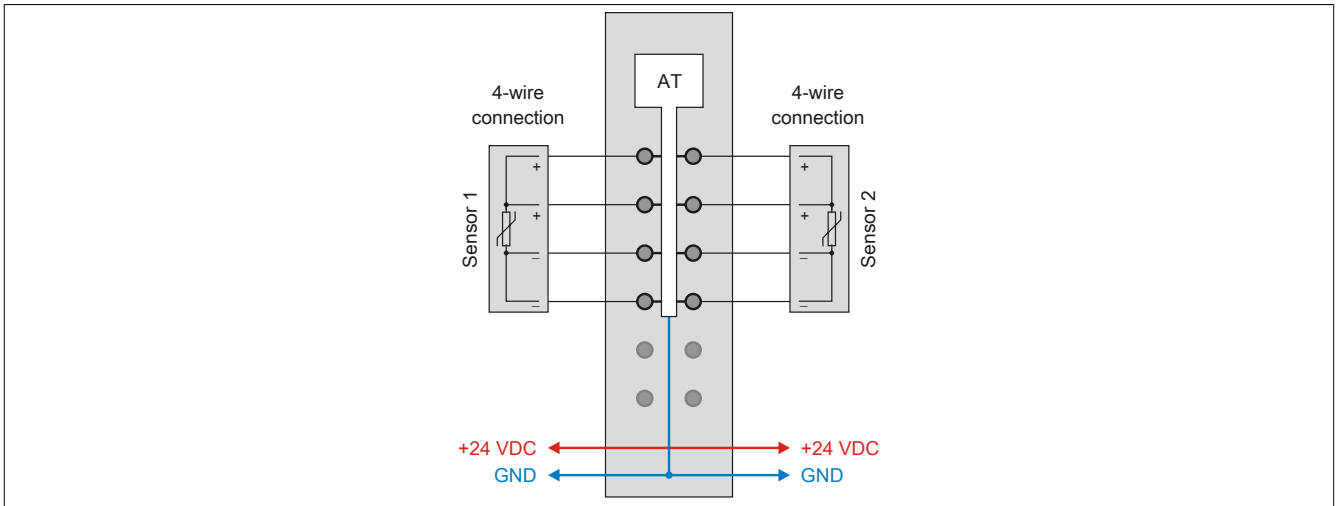 AT
4-wire
connection
4-wire
connection
Sensor 1
+
+
–
–
+
+
–
–
Sensor 2
+24 VDC
+24 VDC
GND
GND